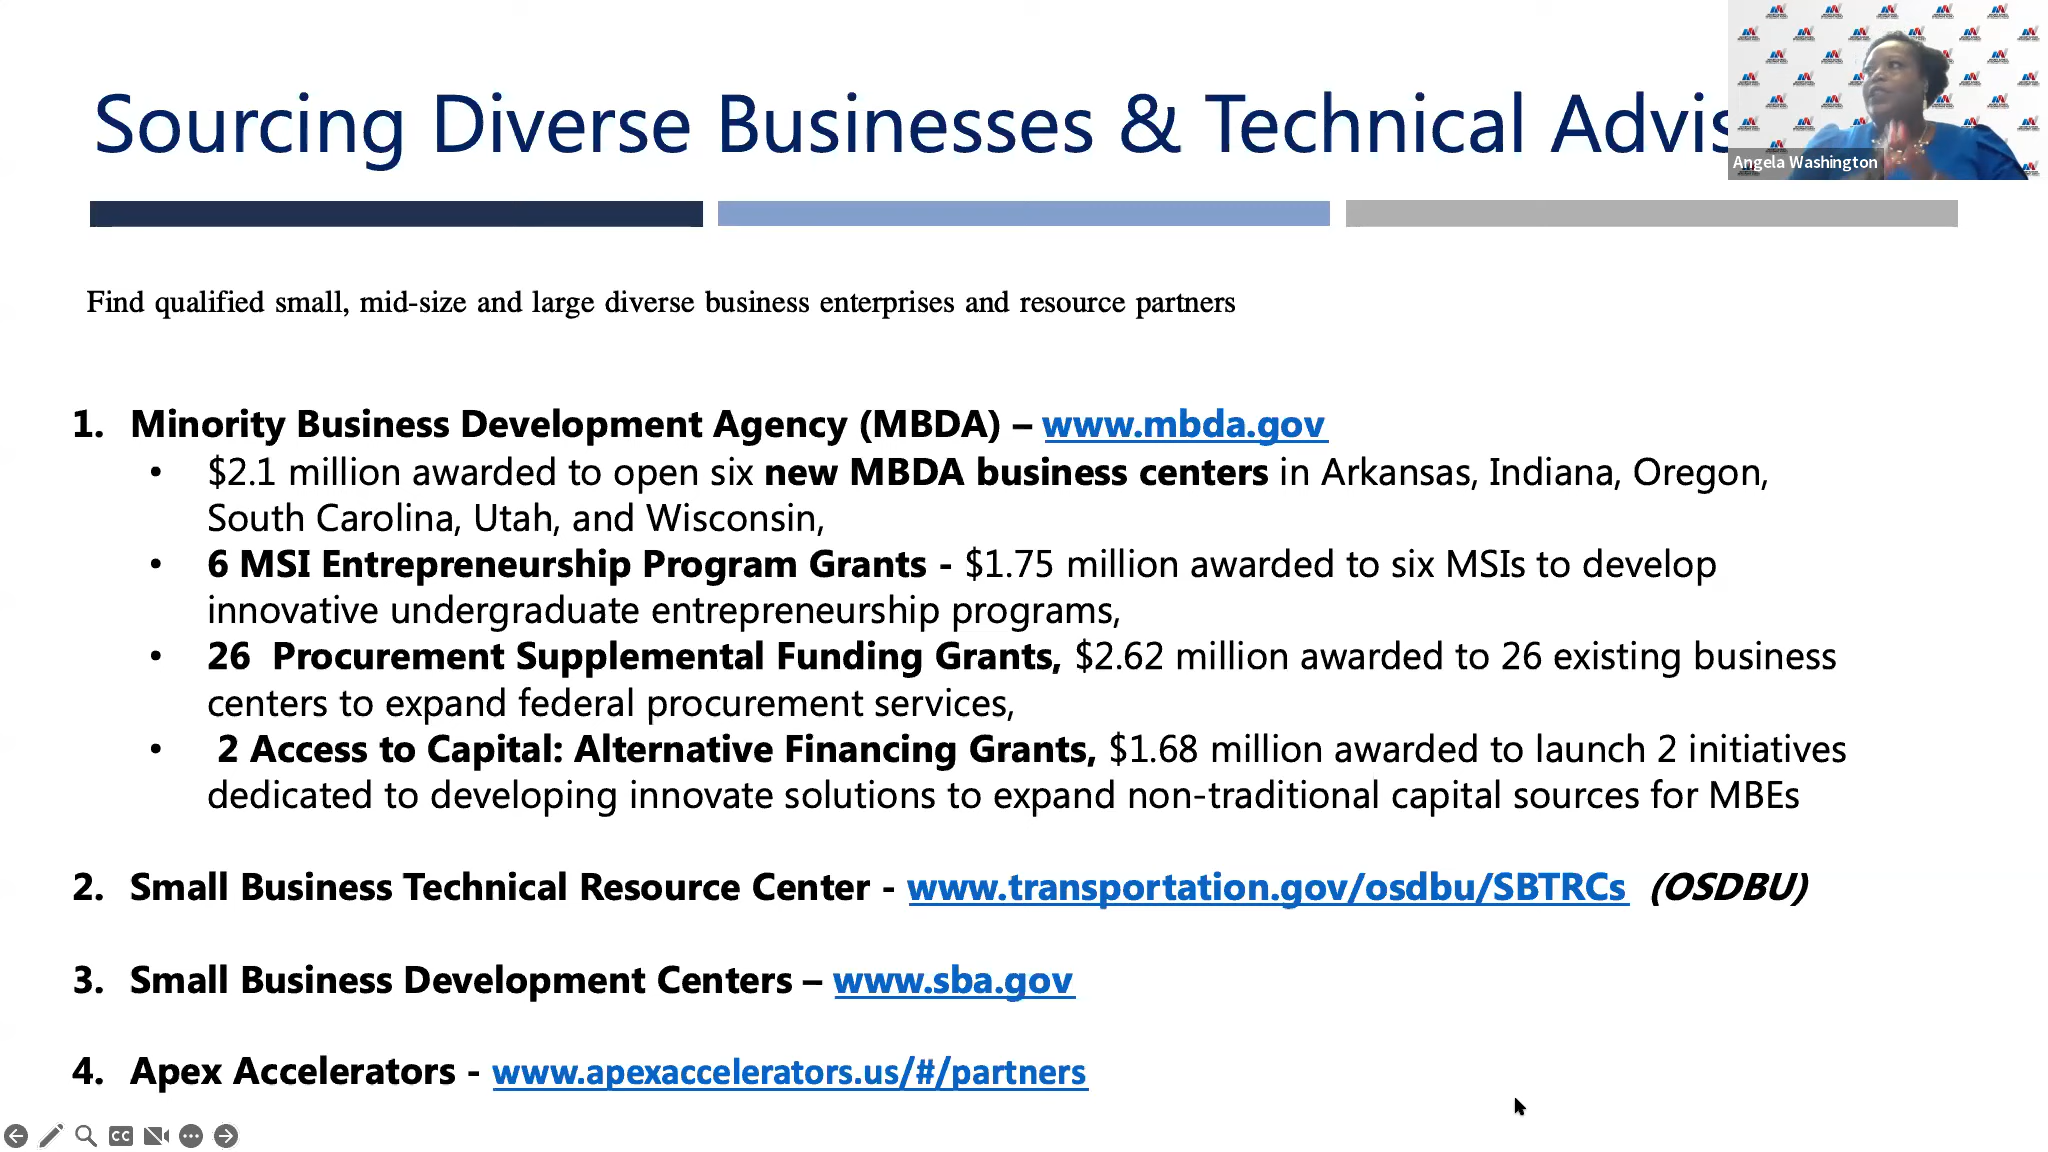 Sourcing Diverse Businesses & Technical Advis
Angela Washington
Find qualified small, mid-size and large diverse business enterprises and resource partners
1. Minority Business Development Agency (MBDA) – www.mbda.gov
• $2.1 million awarded to open six new MBDA business centers in Arkansas, Indiana, Oregon,
South Carolina, Utah, and Wisconsin,
• 6 MSI Entrepreneurship Program Grants - $1.75 million awarded to six MSIs to develop
innovative undergraduate entrepreneurship programs,
• 26 Procurement Supplemental Funding Grants, $2.62 million awarded to 26 existing business
centers to expand federal procurement services,
• 2 Access to Capital: Alternative Financing Grants, $1.68 million awarded to launch 2 initiatives
dedicated to developing innovate solutions to expand non-traditional capital sources for MBEs
2. Small Business Technical Resource Center - www.transportation.gov/osdbu/SBTRCs (OSDBU)
3. Small Business Development Centers – www.sba.gov
4. Apex Accelerators - www.apexaccelerators.us/#/partners
CC